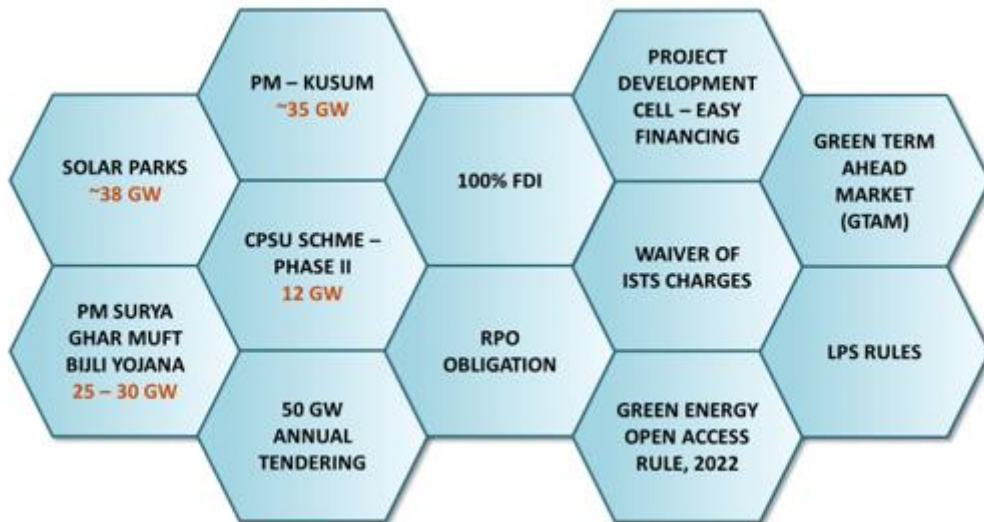 SOLAR PARKS
~38 GW
PM SURYA
GHAR MUFT
BIJLI YOJANA
25 – 30 GW
PM – KUSUM
~35 GW
CPSU SCHME –
PHASE II
12 GW
50 GW
ANNUAL
TENDERING
100% FDI
RPO
OBLIGATION
PROJECT
DEVELOPMENT
CELL – EASY
FINANCING
WAIVER OF
ISTS CHARGES
GREEN ENERGY
OPEN ACCESS
RULE, 2022
GREEN TERM
AHEAD
MARKET
(GTAM)
LPS RULES